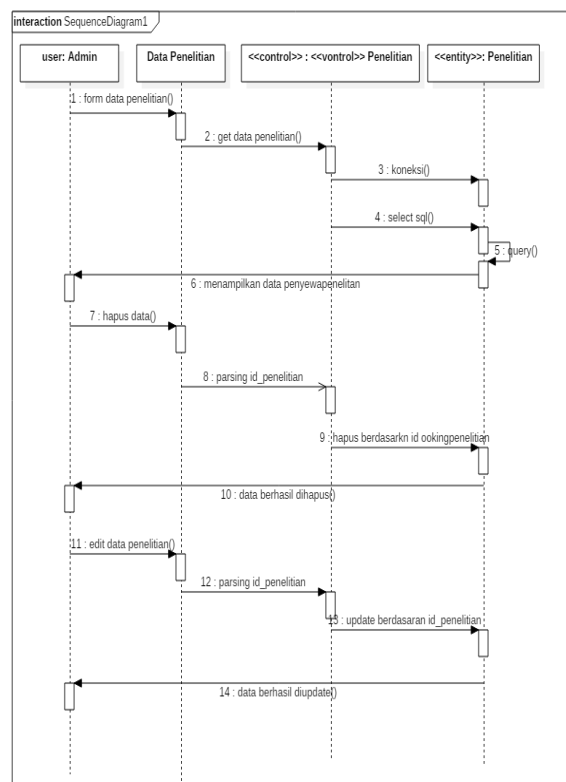 interaction SequenceDiagram1
user: Admin
Data Penelitian
<<control>> : <<vontrol>> Penelitian
<<entity>>: Penelitian
1 : form data penelitian()
2 : get data penelitian()
3 : koneksi()
4 : select sql()
5 : query()
6 : menampilkan data penyewapenelitan
7 : hapus data()
8 : parsing id_penelitian
9 : hapus berdasarkn id ookingpenelitian
10 : data berhasil dihapus()
11 : edit data penelitian()
12 : parsing id_penelitian
13 : update berdasaran id_penelitian
14 : data berhasil diupdate()